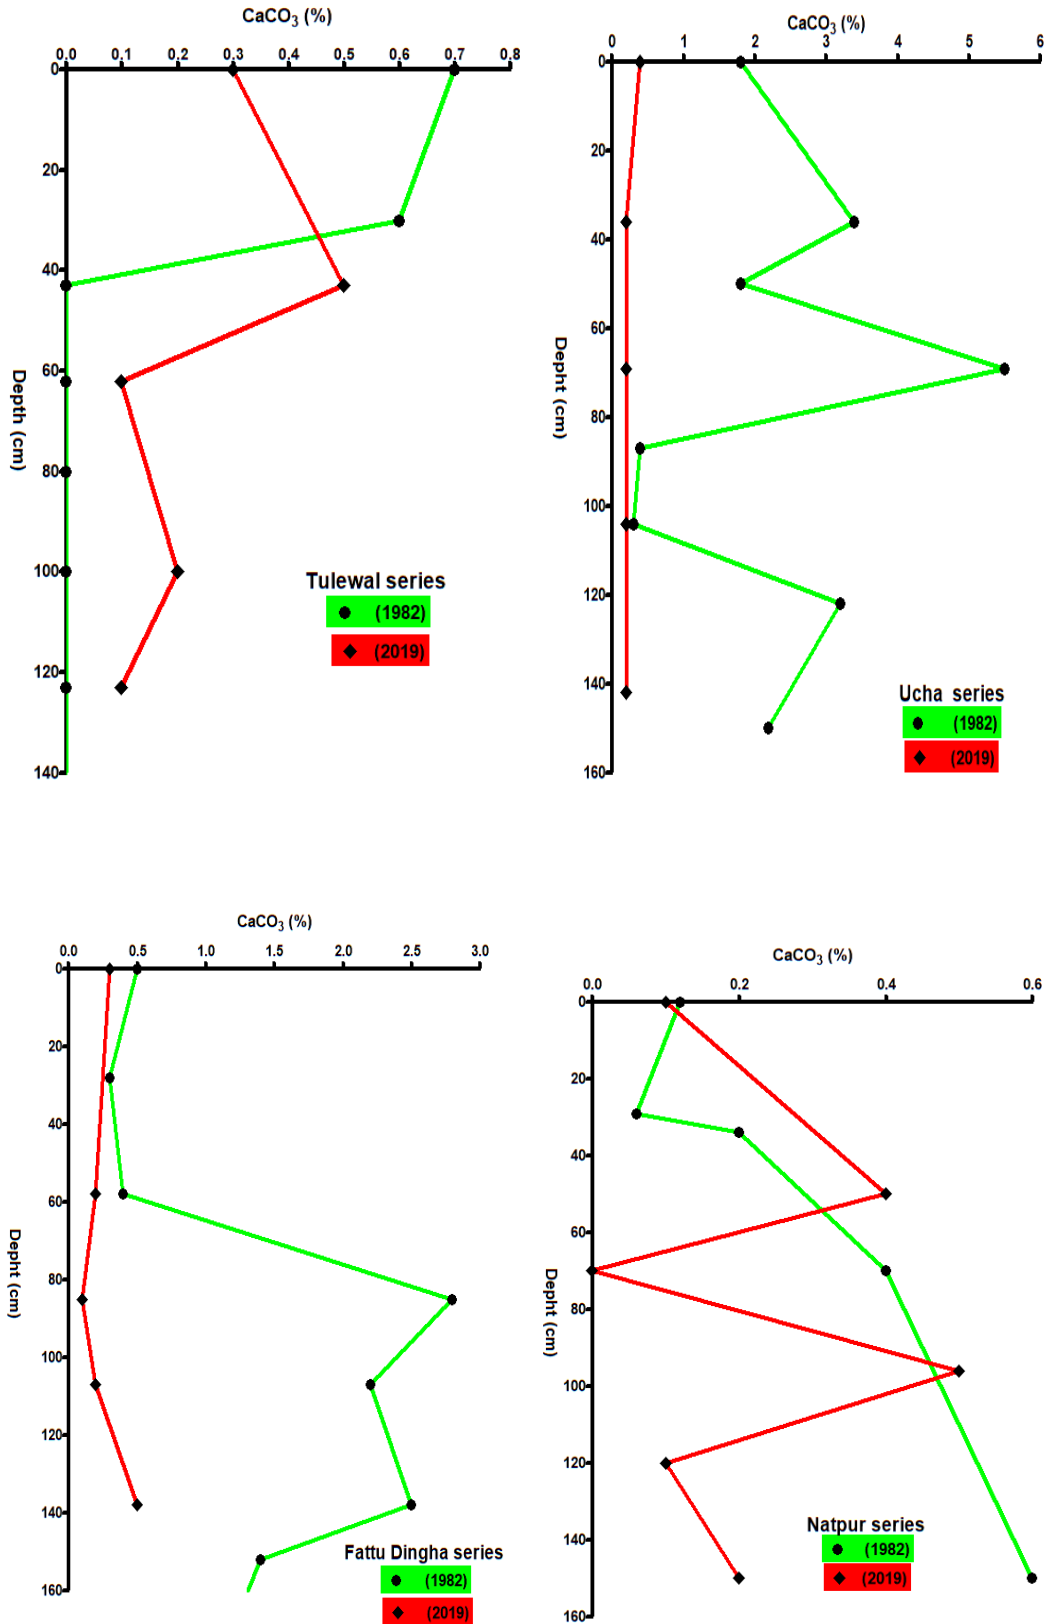 CaCO3 (%)
0.0 0.1 0.2 0.3 0.4 0.5 0.6 0.7 0.8
0
20
40
60
80
100
120
140
Depth (cm)
Tulewal series
(1982)
(2019)
CaCO3 (%)
0 1 2 3 4 5 6
0
20
40
60
80
100
120
140
160
Depht (cm)
Ucha series
(1982)
(2019)
CaCO3 (%)
0.0 0.5 1.0 1.5 2.0 2.5 3.0
0
20
40
60
80
100
120
140
160
Depht (cm)
Fattu Dingha series
(1982)
(2019)
CaCO3 (%)
0.0 0.2 0.4 0.6
0
20
40
60
80
100
120
140
160
Depht (cm)
Natpur series
(1982)
(2019)